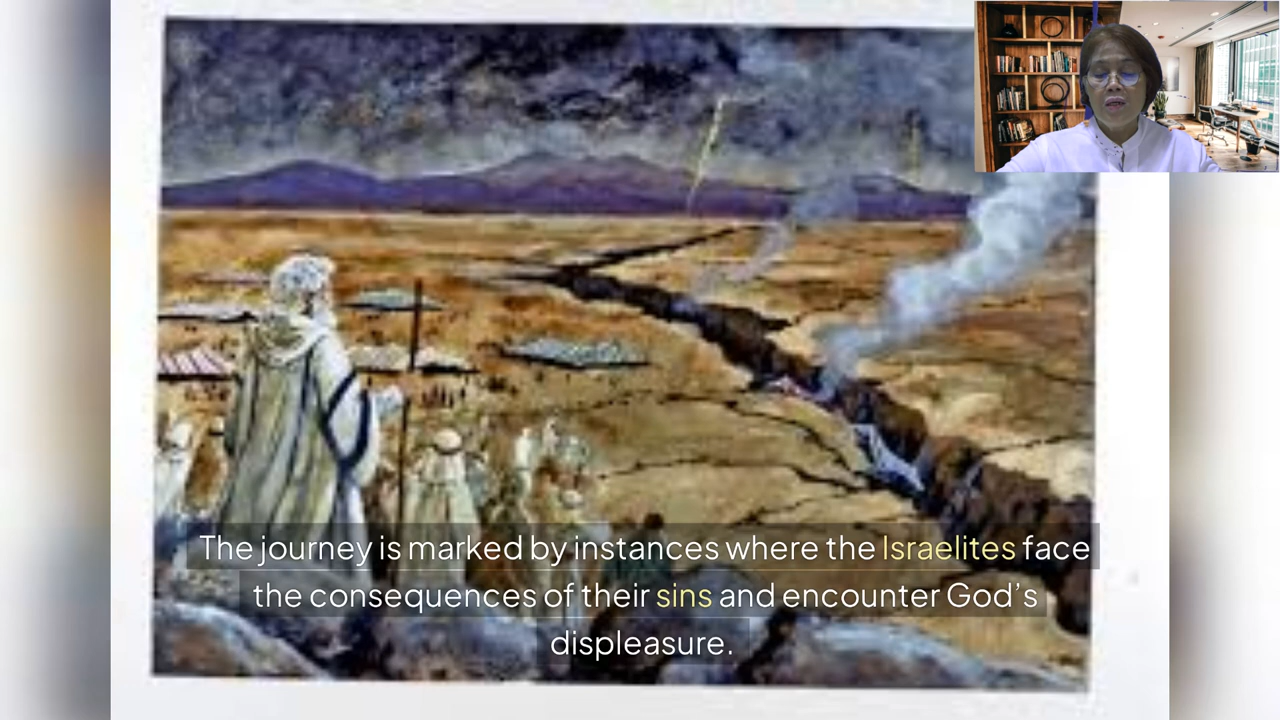 The journey is marked by instances where the Israelites face
the consequences of their sins and encounter God’s
displeasure.